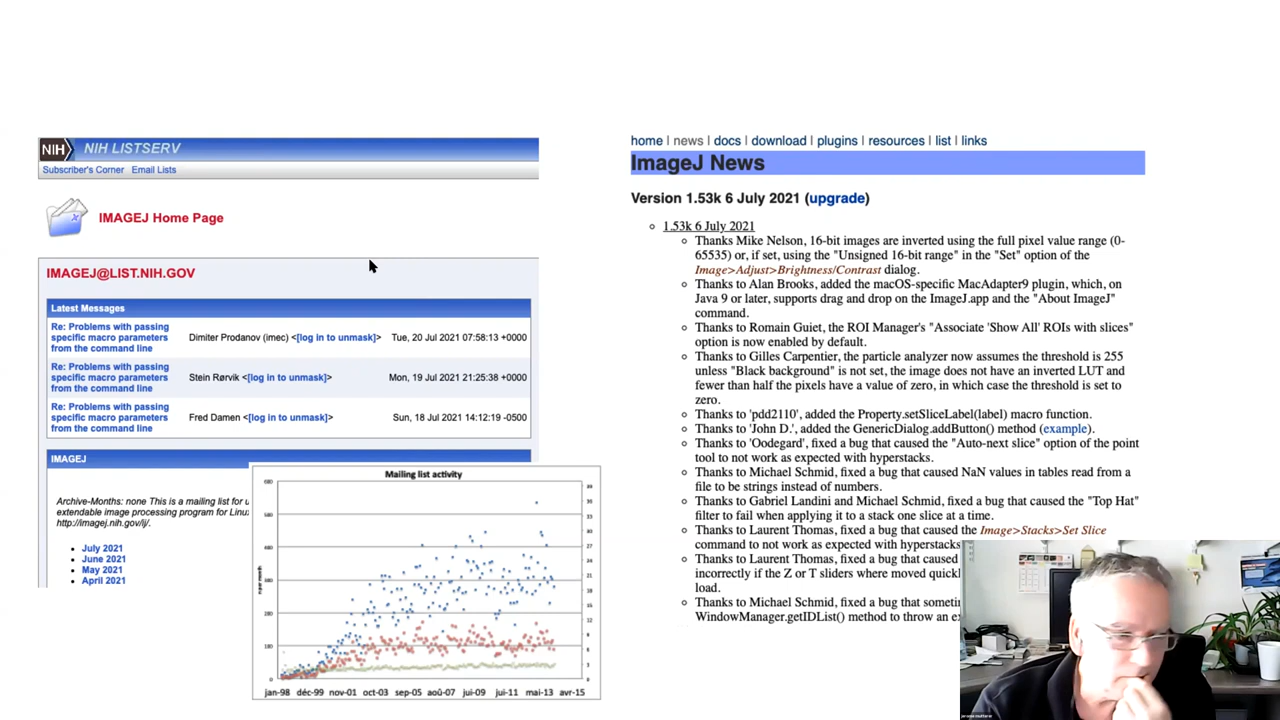 NIH
NIH LISTSERV
Subscriber's Corner Email Lists
IMAGEJ Home Page
IMAGEJ@LIST.NIH.GOV
Latest Messages
Re: Problems with passing
specific macro parameters
from the command line
Dimiter Prodanov (imec) <[log in to unmask]> Tue, 20 Jul 2021 07:58:13 +0000
Re: Problems with passing
specific macro parameters
from the command line
Stein Rørvik <[log in to unmask]> Mon, 19 Jul 2021 21:25:38 +0000
Re: Problems with passing
specific macro parameters
from the command line
Fred Damen <[log in to unmask]> Sun, 18 Jul 2021 14:12:19 -0500
IMAGEJ
Archive-Months: none This is a mailing list for u
extendable image processing program for Linu
http://imagej.nih.gov/ij/.
July 2021
June 2021
May 2021
April 2021
Mailing list activity
jan-98 déc-99 nov-01 oct-03 sep-05 aoû-07 jui-09 jui-11 mai-13 avr-15
home | news | docs | download | plugins | resources | list | links
ImageJ News
Version 1.53k 6 July 2021 (upgrade)
1.53k 6 July 2021
Thanks Mike Nelson, 16-bit images are inverted using the full pixel value range (0-
65535) or, if set, using the "Unsigned 16-bit range" in the "Set" option of the
Image>Adjust>Brightness/Contrast dialog.
Thanks to Alan Brooks, added the macOS-specific MacAdapter9 plugin, which, on
Java 9 or later, supports drag and drop on the ImageJ.app and the "About ImageJ"
command.
Thanks to Romain Guiet, the ROI Manager's "Associate 'Show All' ROIs with slices"
option is now enabled by default.
Thanks to Gilles Carpentier, the particle analyzer now assumes the threshold is 255
unless "Black background" is not set, the image does not have an inverted LUT and
fewer than half the pixels have a value of zero, in which case the threshold is set to
zero.
Thanks to 'pdd2110', added the Property.setSliceLabel(label) macro function.
Thanks to 'John D.', added the GenericDialog.addButton() method (example).
Thanks to 'Oodegard', fixed a bug that caused the "Auto-next slice" option of the point
tool to not work as expected with hyperstacks.
Thanks to Michael Schmid, fixed a bug that caused NaN values in tables read from a
file to be strings instead of numbers.
Thanks to Gabriel Landini and Michael Schmid, fixed a bug that caused the "Top Hat"
filter to fail when applying it to a stack one slice at a time.
Thanks to Laurent Thomas, fixed a bug that caused the Image>Stacks>Set Slice
command to not work as expected with hyperstacks
Thanks to Laurent Thomas, fixed a bug that caused
incorrectly if the Z or T sliders where moved quickl
load.
Thanks to Michael Schmid, fixed a bug that someti
WindowManager.getIDList() method to throw an ex